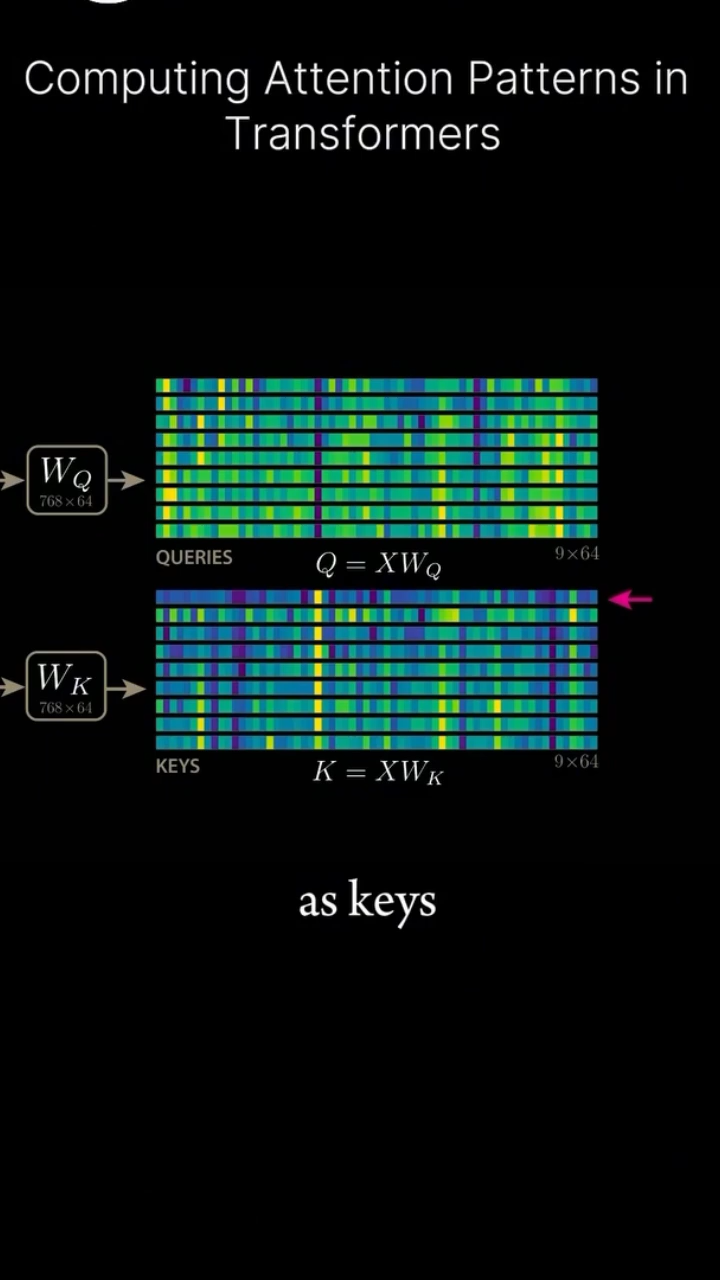 Computing Attention Patterns in
Transformers
W_Q
768×64
QUERIES
Q = XW_Q
9×64
W_K
768×64
KEYS
K = XW_K
9×64
as keys